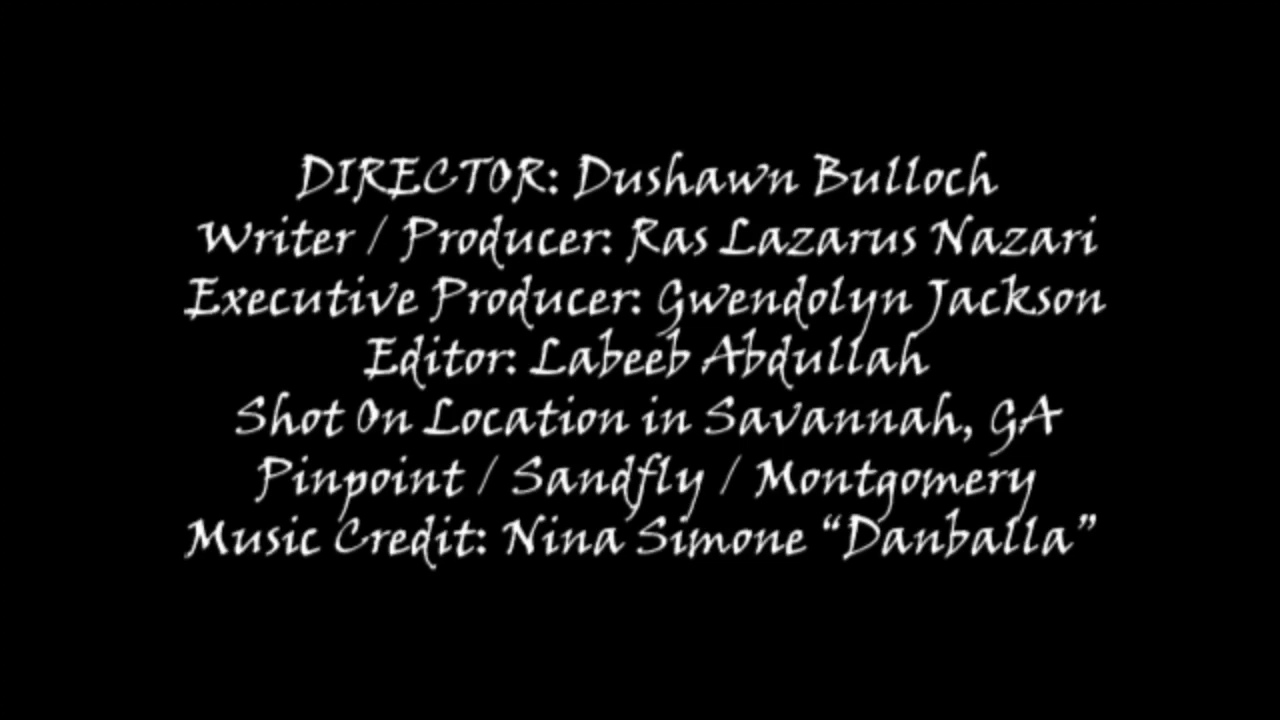 DIRECTOR: Dushawn Bulloch
Writer / Producer: Ras Lazarus Nazari
Executive Producer: Gwendolyn Jackson
Editor: Labeeb Abdullah
Shot On Location in Savannah, GA
Pinpoint / Sandfly / Montgomery
Music Credit: Nina Simone “Danballa”